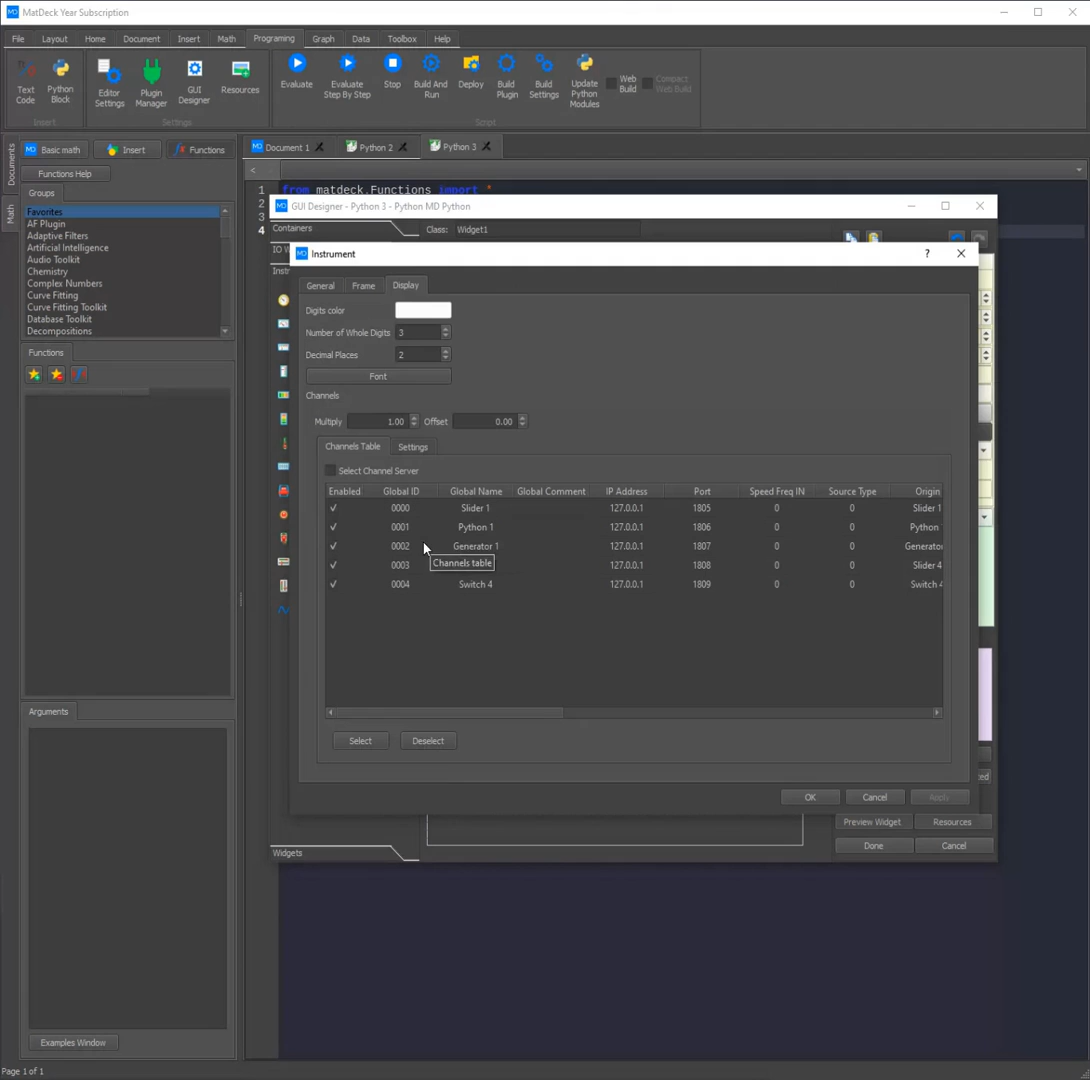 MatDeck Year Subscription
File Layout Home Document Insert Math Programing Graph Data Toolbox Help
Text Code
Python Block
Editor Settings
Plugin Manager
GUI Designer
Resources
Evaluate
Evaluate Step By Step
Stop
Build And Run
Deploy
Build Plugin
Build Settings
Update Python Modules
Web Build
Compact Web Build
Insert Settings Script
Documents
Math
Basic math Insert Functions
Document 1 Python 2 Python 3
Functions Help
Groups
Favorites
AF Plugin
Adaptive Filters
Artificial Intelligence
Audio Toolkit
Chemistry
Complex Numbers
Curve Fitting
Curve Fitting Toolkit
Database Toolkit
Decompositions
Functions
Arguments
Examples Window
Page 1 of 1
1 from matdeck.Functions import *
2
3
4
GUI Designer - Python 3 - Python MD Python
Containers Class: Widget1
IO W
Instr
Instrument ?
General Frame Display
Digits color
Number of Whole Digits 3
Decimal Places 2
Font
Channels
Multiply 1.00 Offset 0.00
Channels Table Settings
Select Channel Server
Enabled Global ID Global Name Global Comment IP Address Port Speed Freq IN Source Type Origin
✓ 0000 Slider 1 127.0.0.1 1805 0 0 Slider 1
✓ 0001 Python 1 127.0.0.1 1806 0 0 Python
✓ 0002 Generator 1 127.0.0.1 1807 0 0 Generator
✓ 0003 127.0.0.1 1808 0 0 Slider 4
Channels table
✓ 0004 Switch 4 127.0.0.1 1809 0 0 Switch 4
Select Deselect
OK Cancel Apply
ed
Preview Widget Resources
Done Cancel
Widgets